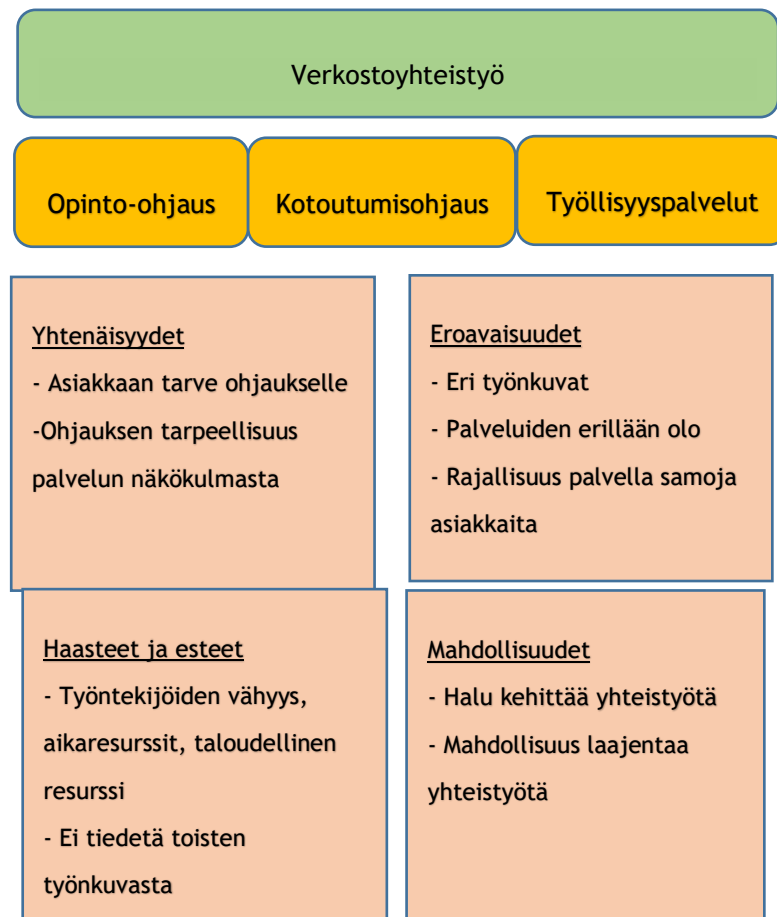 Verkostoyhteistyö
Opinto-ohjaus
Kotoutumisohjaus
Työllisyyspalvelut
Yhtenäisyydet
- Asiakkaan tarve ohjaukselle
-Ohjauksen tarpeellisuus
palvelun näkökulmasta
Eroavaisuudet
- Eri työnkuvat
- Palveluiden erillään olo
- Rajallisuus palvella samoja
asiakkaita
Haasteet ja esteet
- Työntekijöiden vähyys,
aikaresurssit, taloudellinen
resurssi
- Ei tiedetä toisten
työnkuvasta
Mahdollisuudet
- Halu kehittää yhteistyötä
- Mahdollisuus laajentaa
yhteistyötä